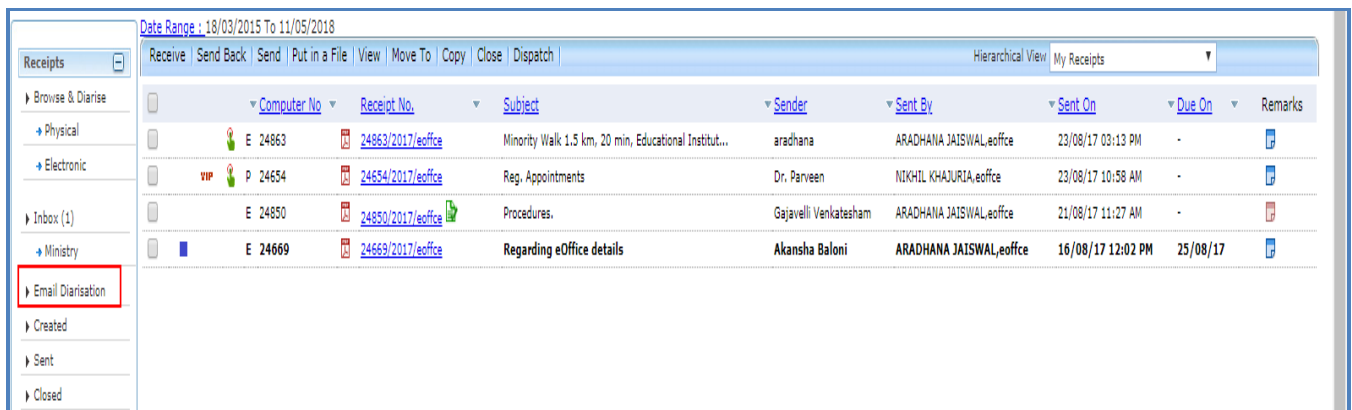 Date Range : 18/03/2015 To 11/05/2018
Receipts
Browse & Diarise
Physical
Electronic
Inbox (1)
Ministry
Email Diarisation
Created
Sent
Closed
Receive | Send Back | Send | Put in a File | View | Move To | Copy | Close | Dispatch |
Hierarchical View My Receipts
Computer No Receipt No. Subject Sender Sent By Sent On Due On Remarks
E 24863 24863/2017/eoffce Minority Walk 1.5 km, 20 min, Educational Institut... aradhana ARADHANA JAISWAL,eoffce 23/08/17 03:13 PM -
VIP P 24654 24654/2017/eoffce Reg. Appointments Dr. Parveen NIKHIL KHAJURIA,eoffce 23/08/17 10:58 AM -
E 24850 24850/2017/eoffce Procedures. Gajavelli Venkatesham ARADHANA JAISWAL,eoffce 21/08/17 11:27 AM -
E 24669 24669/2017/eoffce Regarding eOffice details Akansha Baloni ARADHANA JAISWAL,eoffce 16/08/17 12:02 PM 25/08/17